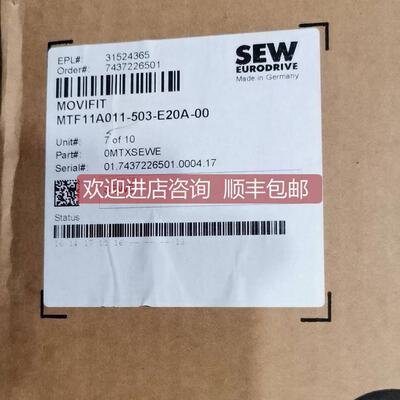 EPL#: 31524365
Order#: 7437226501
SEW
EURODRIVE
Made in Germany
MOVIFIT
MTF11A011-503-E20A-00
Unit#: 7 of 10
Part#: 0MTXSEWE
Serial#: 01.7437226501.0004.17
欢迎进店咨询 顺丰包邮
Status